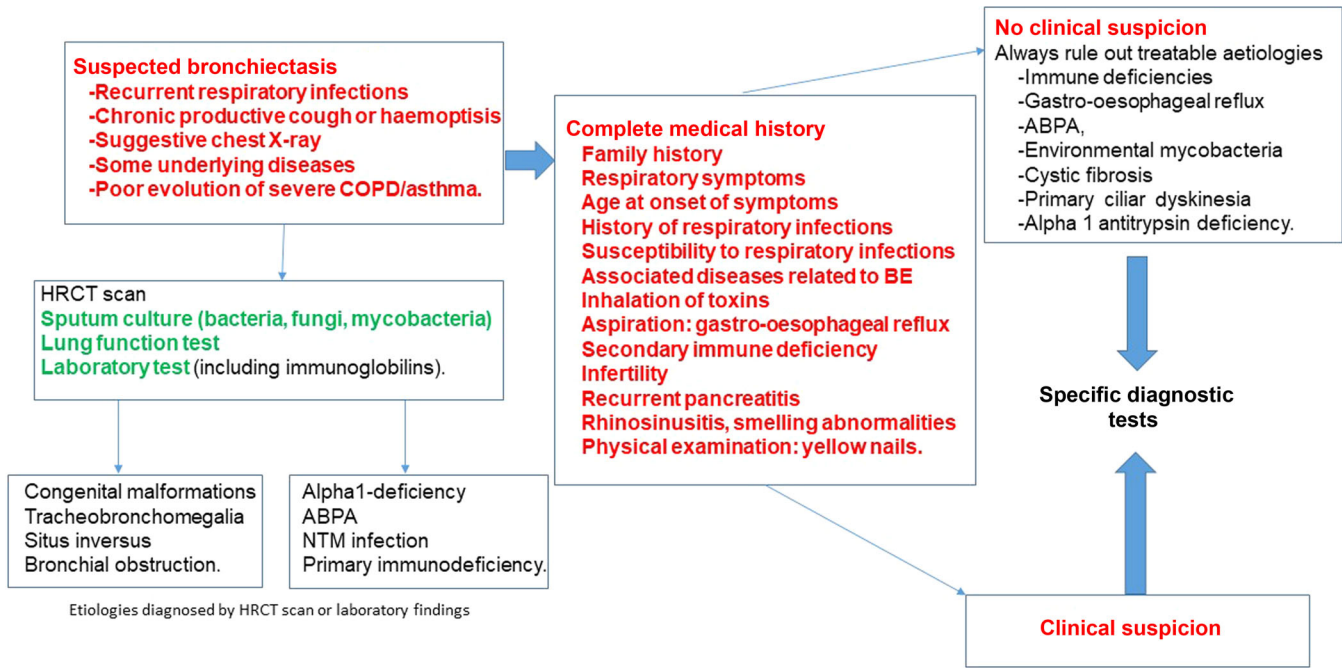 Suspected bronchiectasis
-Recurrent respiratory infections
-Chronic productive cough or haemoptisis
-Suggestive chest X-ray
-Some underlying diseases
-Poor evolution of severe COPD/asthma.
HRCT scan
Sputum culture (bacteria, fungi, mycobacteria)
Lung function test
Laboratory test (including immunoglobilins).
Congenital malformations
Tracheobronchomegalia
Situs inversus
Bronchial obstruction.
Alpha1-deficiency
ABPA
NTM infection
Primary immunodeficiency.
Etiologies diagnosed by HRCT scan or laboratory findings
Complete medical history
Family history
Respiratory symptoms
Age at onset of symptoms
History of respiratory infections
Susceptibility to respiratory infections
Associated diseases related to BE
Inhalation of toxins
Aspiration: gastro-oesophageal reflux
Secondary immune deficiency
Infertility
Recurrent pancreatitis
Rhinosinusitis, smelling abnormalities
Physical examination: yellow nails.
No clinical suspicion
Always rule out treatable aetiologies
-Immune deficiencies
-Gastro-oesophageal reflux
-ABPA,
-Environmental mycobacteria
-Cystic fibrosis
-Primary ciliar dyskinesia
-Alpha 1 antitrypsin deficiency.
Specific diagnostic
tests
Clinical suspicion